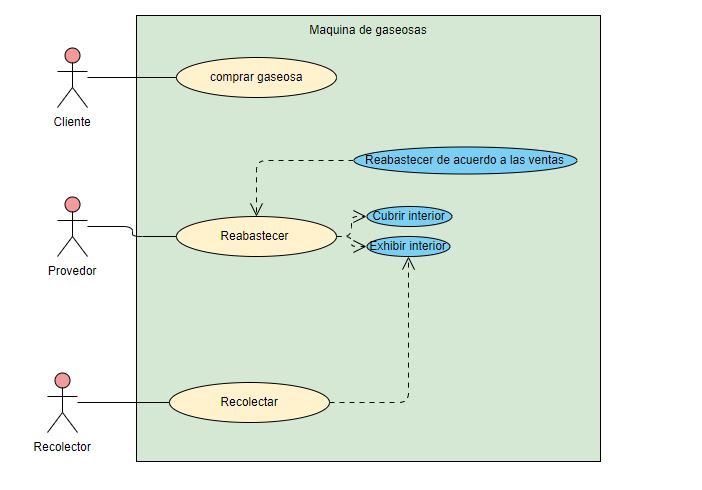 Maquina de gaseosas
comprar gaseosa
Cliente
Reabastecer de acuerdo a las ventas
Cubrir interior
Reabastecer
Exhibir interior
Provedor
Recolectar
Recolector